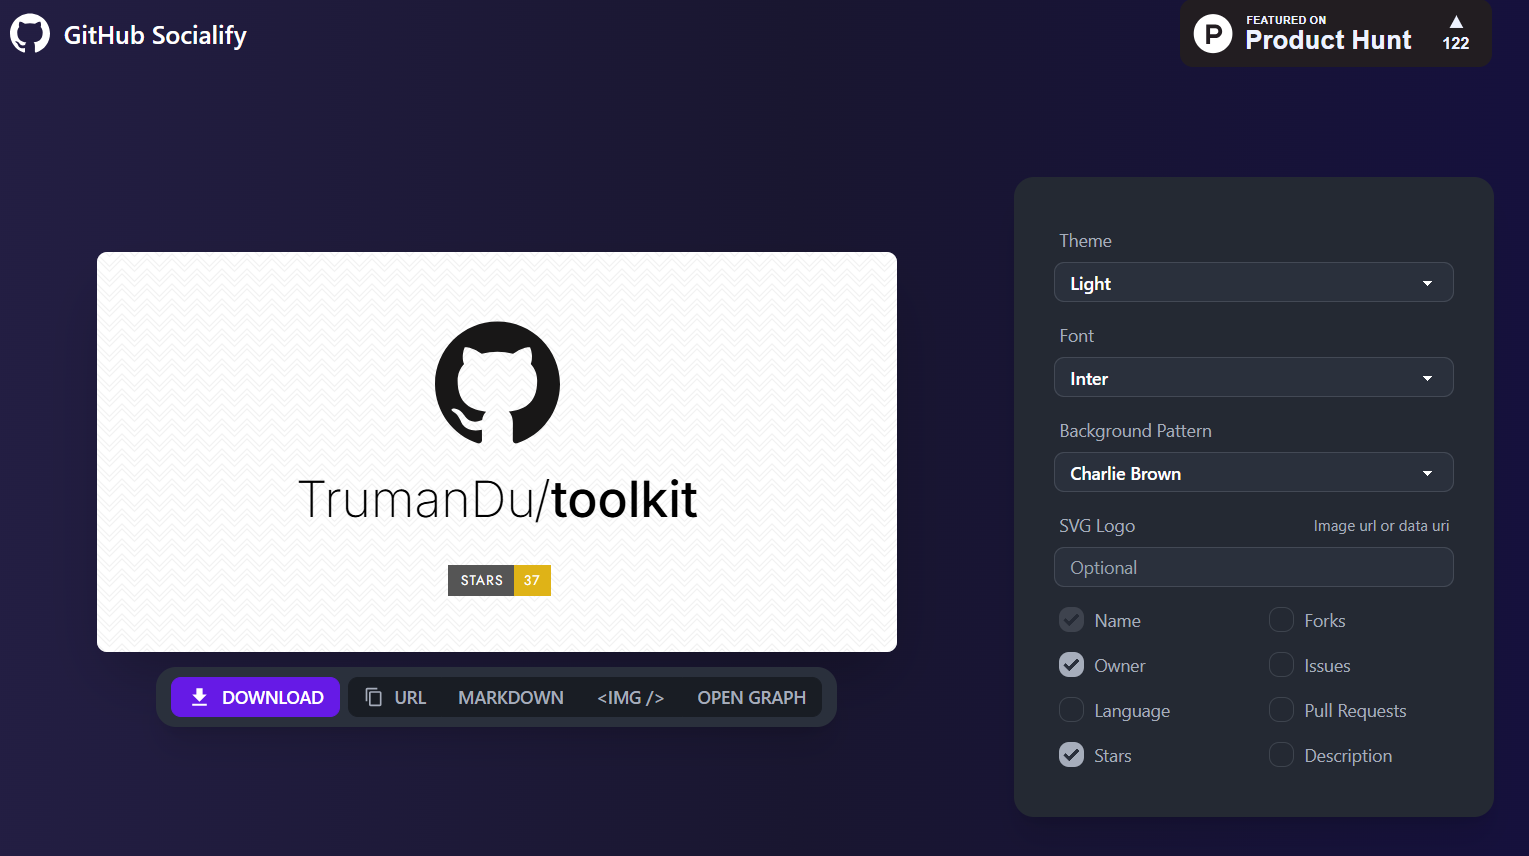 GitHub Socialify
FEATURED ON
Product Hunt
122
TrumanDu/toolkit
STARS 37
DOWNLOAD
URL
MARKDOWN
<IMG />
OPEN GRAPH
Theme
Light
Font
Inter
Background Pattern
Charlie Brown
SVG Logo Image url or data uri
Optional
Name Forks
Owner Issues
Language Pull Requests
Stars Description